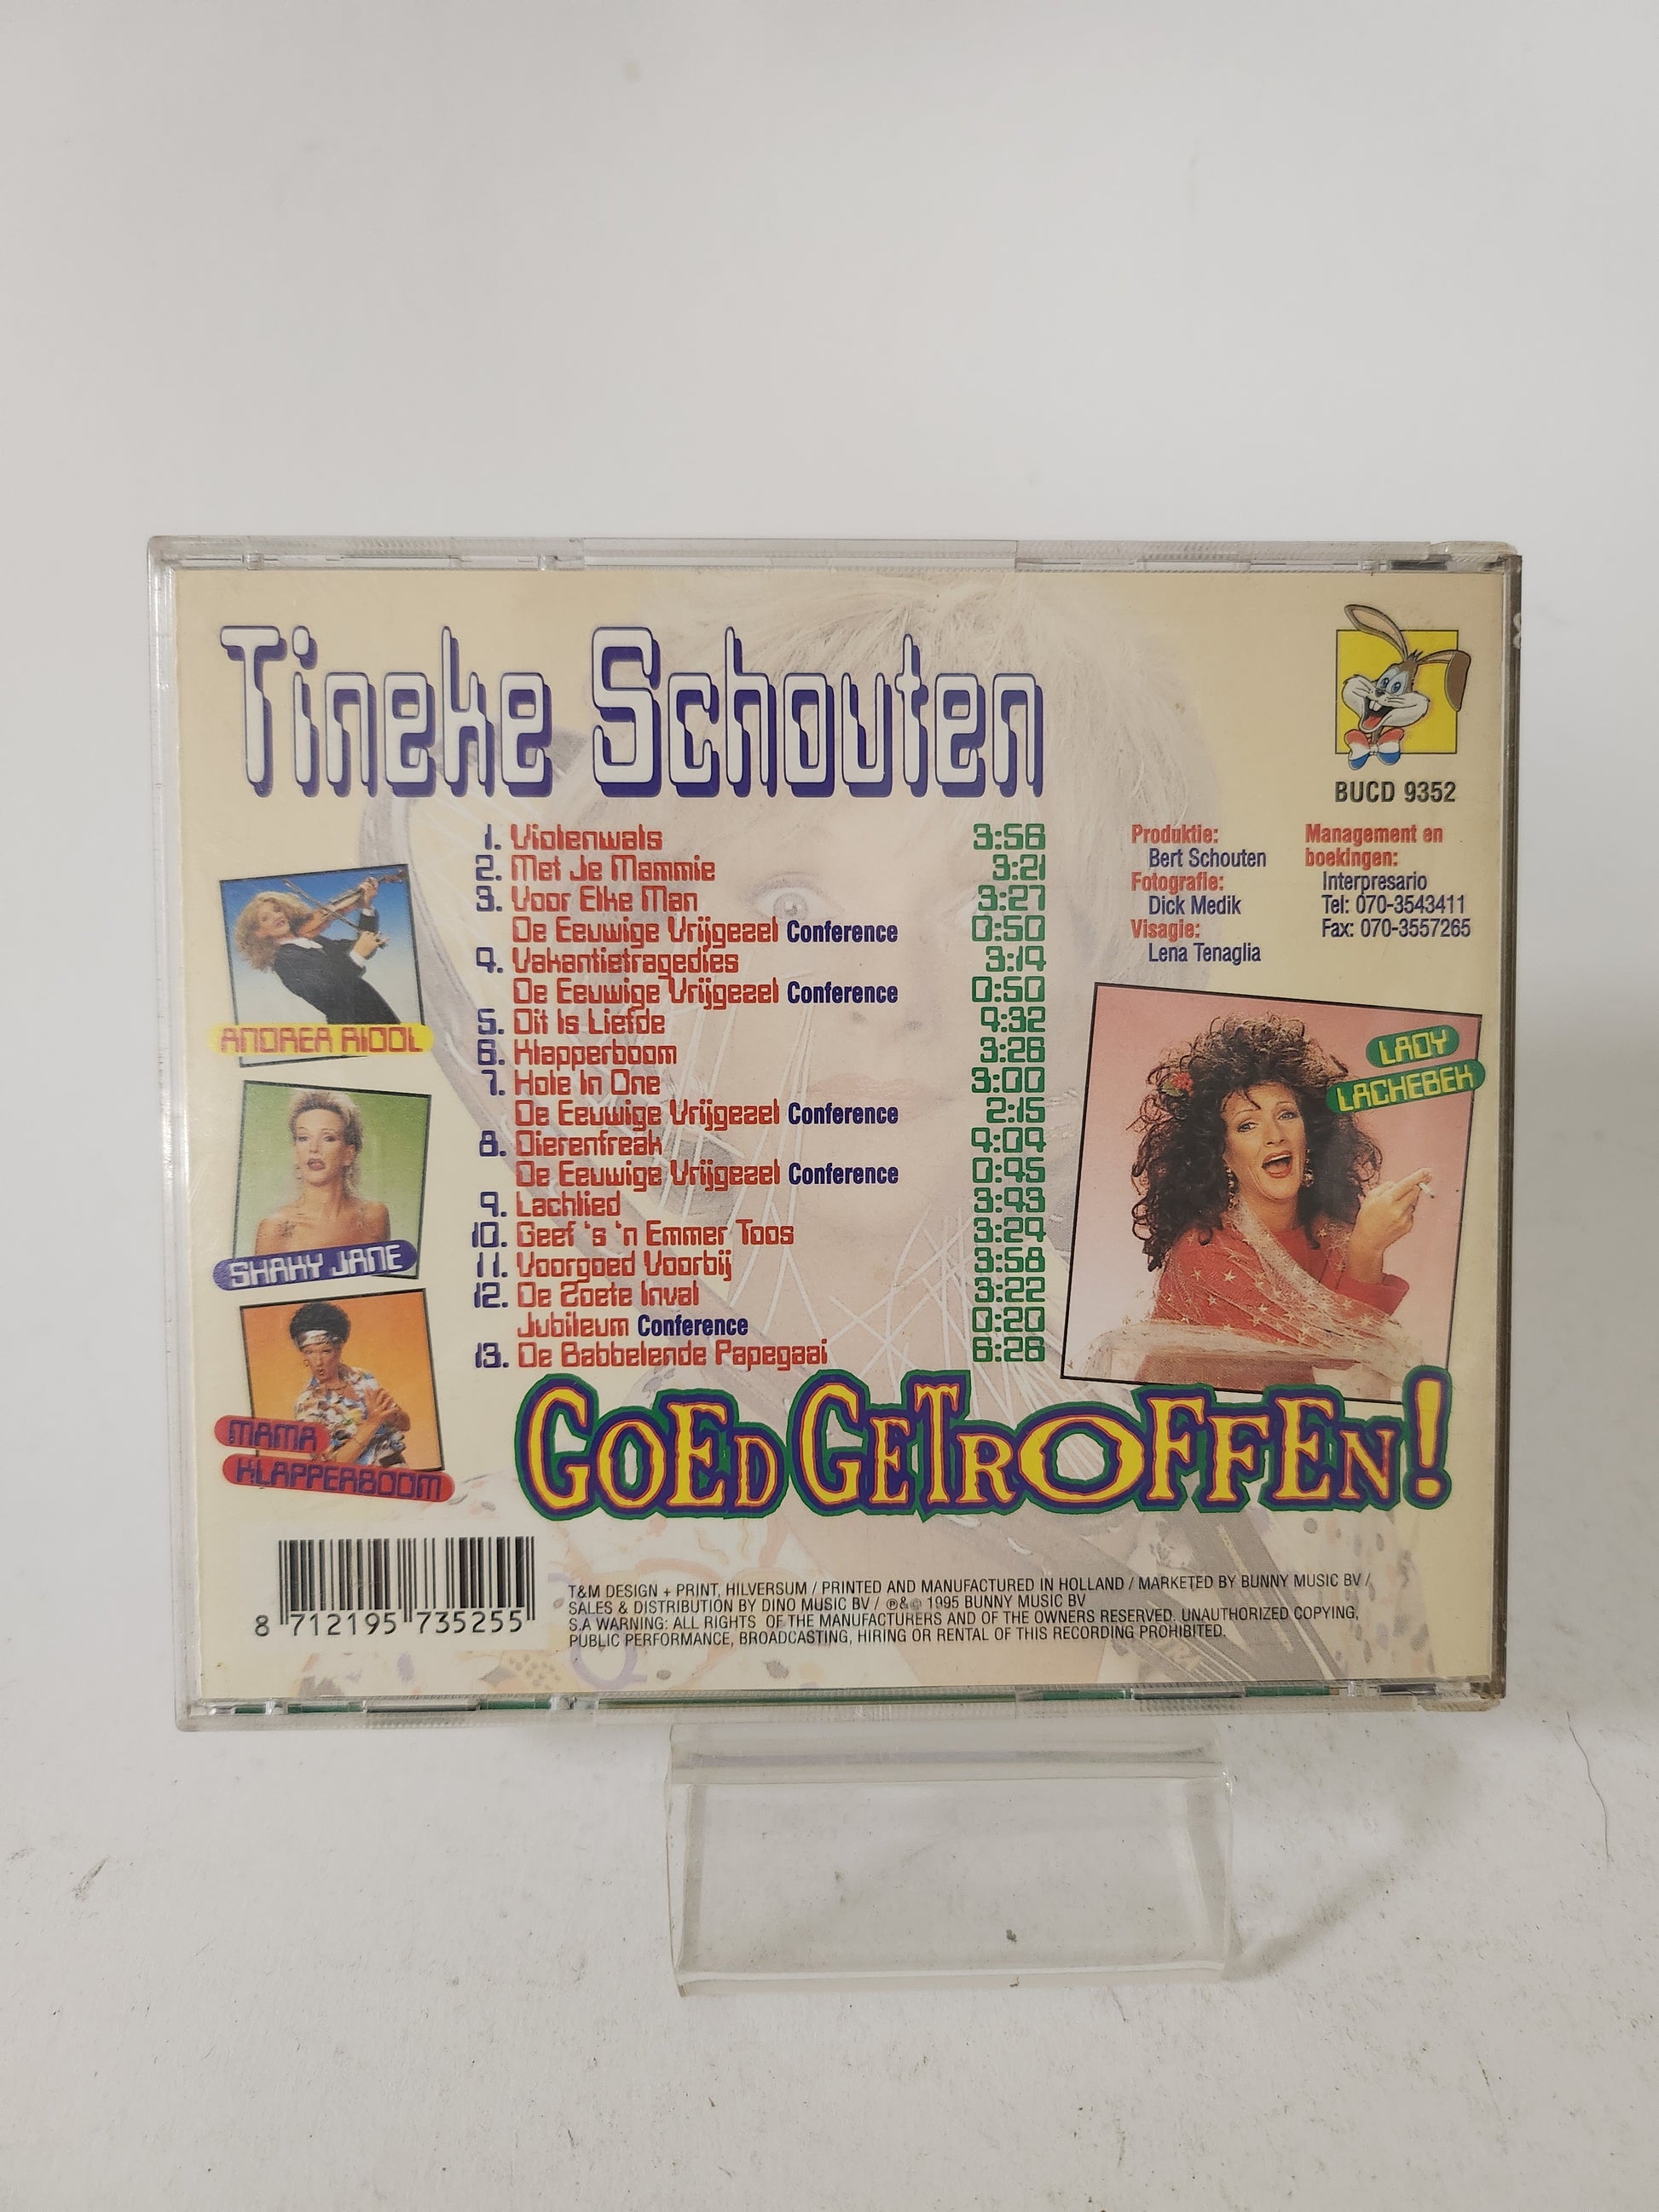 Tineke Schouten
BUCD 9352
1. Violenwals 3:56
2. Met Je Mammie 3:21
3. Voor Elke Man 3:27
De Eeuwige Vrijgezel Conference 0:50
4. Vakantietragedies 3:14
De Eeuwige Vrijgezel Conference 0:50
5. Dit Is Liefde 4:32
6. Klapperboom 3:26
7. Hole In One 3:00
De Eeuwige Vrijgezel Conference 2:15
8. Dierenfreak 4:04
De Eeuwige Vrijgezel Conference 0:45
9. Lachlied 3:43
10. Geef 's 'n Emmer Toos 3:24
11. Voorgoed Voorbij 3:58
12. De Zoete Inval 3:22
Jubileum Conference 0:20
13. De Babbelende Papegaai 6:26
Produktie:
Bert Schouten
Fotografie:
Dick Medik
Visagie:
Lena Tenaglia
Management en
boekingen:
Interpresario
Tel: 070-3543411
Fax: 070-3557265
ANDREA RIOOL
SHAKY JANE
MAMA
KLAPPERBOOM
LADY
LACHEBEK
GOED GETROFFEN!
8 712195 735255
T&M DESIGN + PRINT, HILVERSUM / PRINTED AND MANUFACTURED IN HOLLAND / MARKETED BY BUNNY MUSIC BV /
SALES & DISTRIBUTION BY DINO MUSIC BV / ℗&© 1995 BUNNY MUSIC BV
S.A WARNING: ALL RIGHTS OF THE MANUFACTURERS AND OF THE OWNERS RESERVED. UNAUTHORIZED COPYING,
PUBLIC PERFORMANCE, BROADCASTING, HIRING OR RENTAL OF THIS RECORDING PROHIBITED.